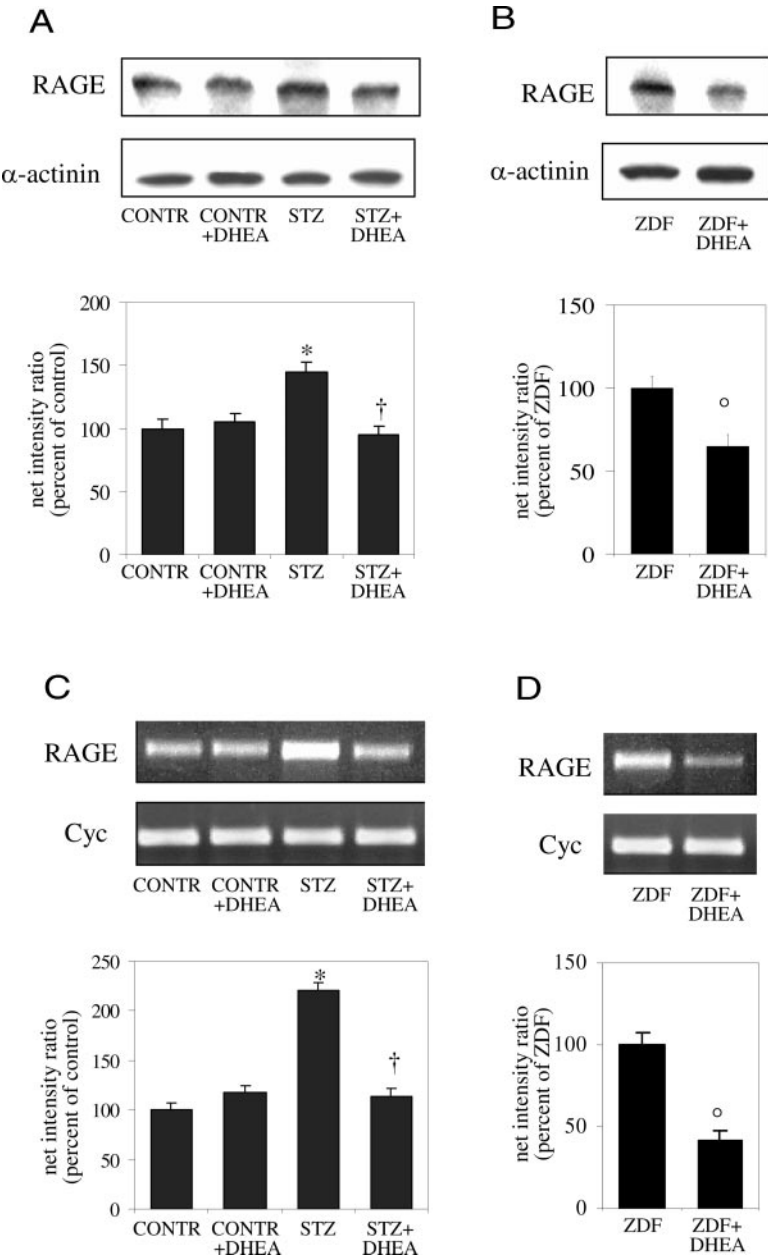 A
RAGE
α-actinin
CONTR CONTR STZ STZ+
+DHEA DHEA
200
150
100
50
0
net intensity ratio
(percent of control)
*
†
CONTR CONTR STZ STZ+
+DHEA DHEA
B
RAGE
α-actinin
ZDF ZDF+
DHEA
150
100
50
0
net intensity ratio
(percent of ZDF)
°
ZDF ZDF+
DHEA
C
RAGE
Cyc
CONTR CONTR STZ STZ+
+DHEA DHEA
250
200
150
100
50
0
net intensity ratio
(percent of control)
*
†
CONTR CONTR STZ STZ+
+DHEA DHEA
D
RAGE
Cyc
ZDF ZDF+
DHEA
150
100
50
0
net intensity ratio
(percent of ZDF)
°
ZDF ZDF+
DHEA